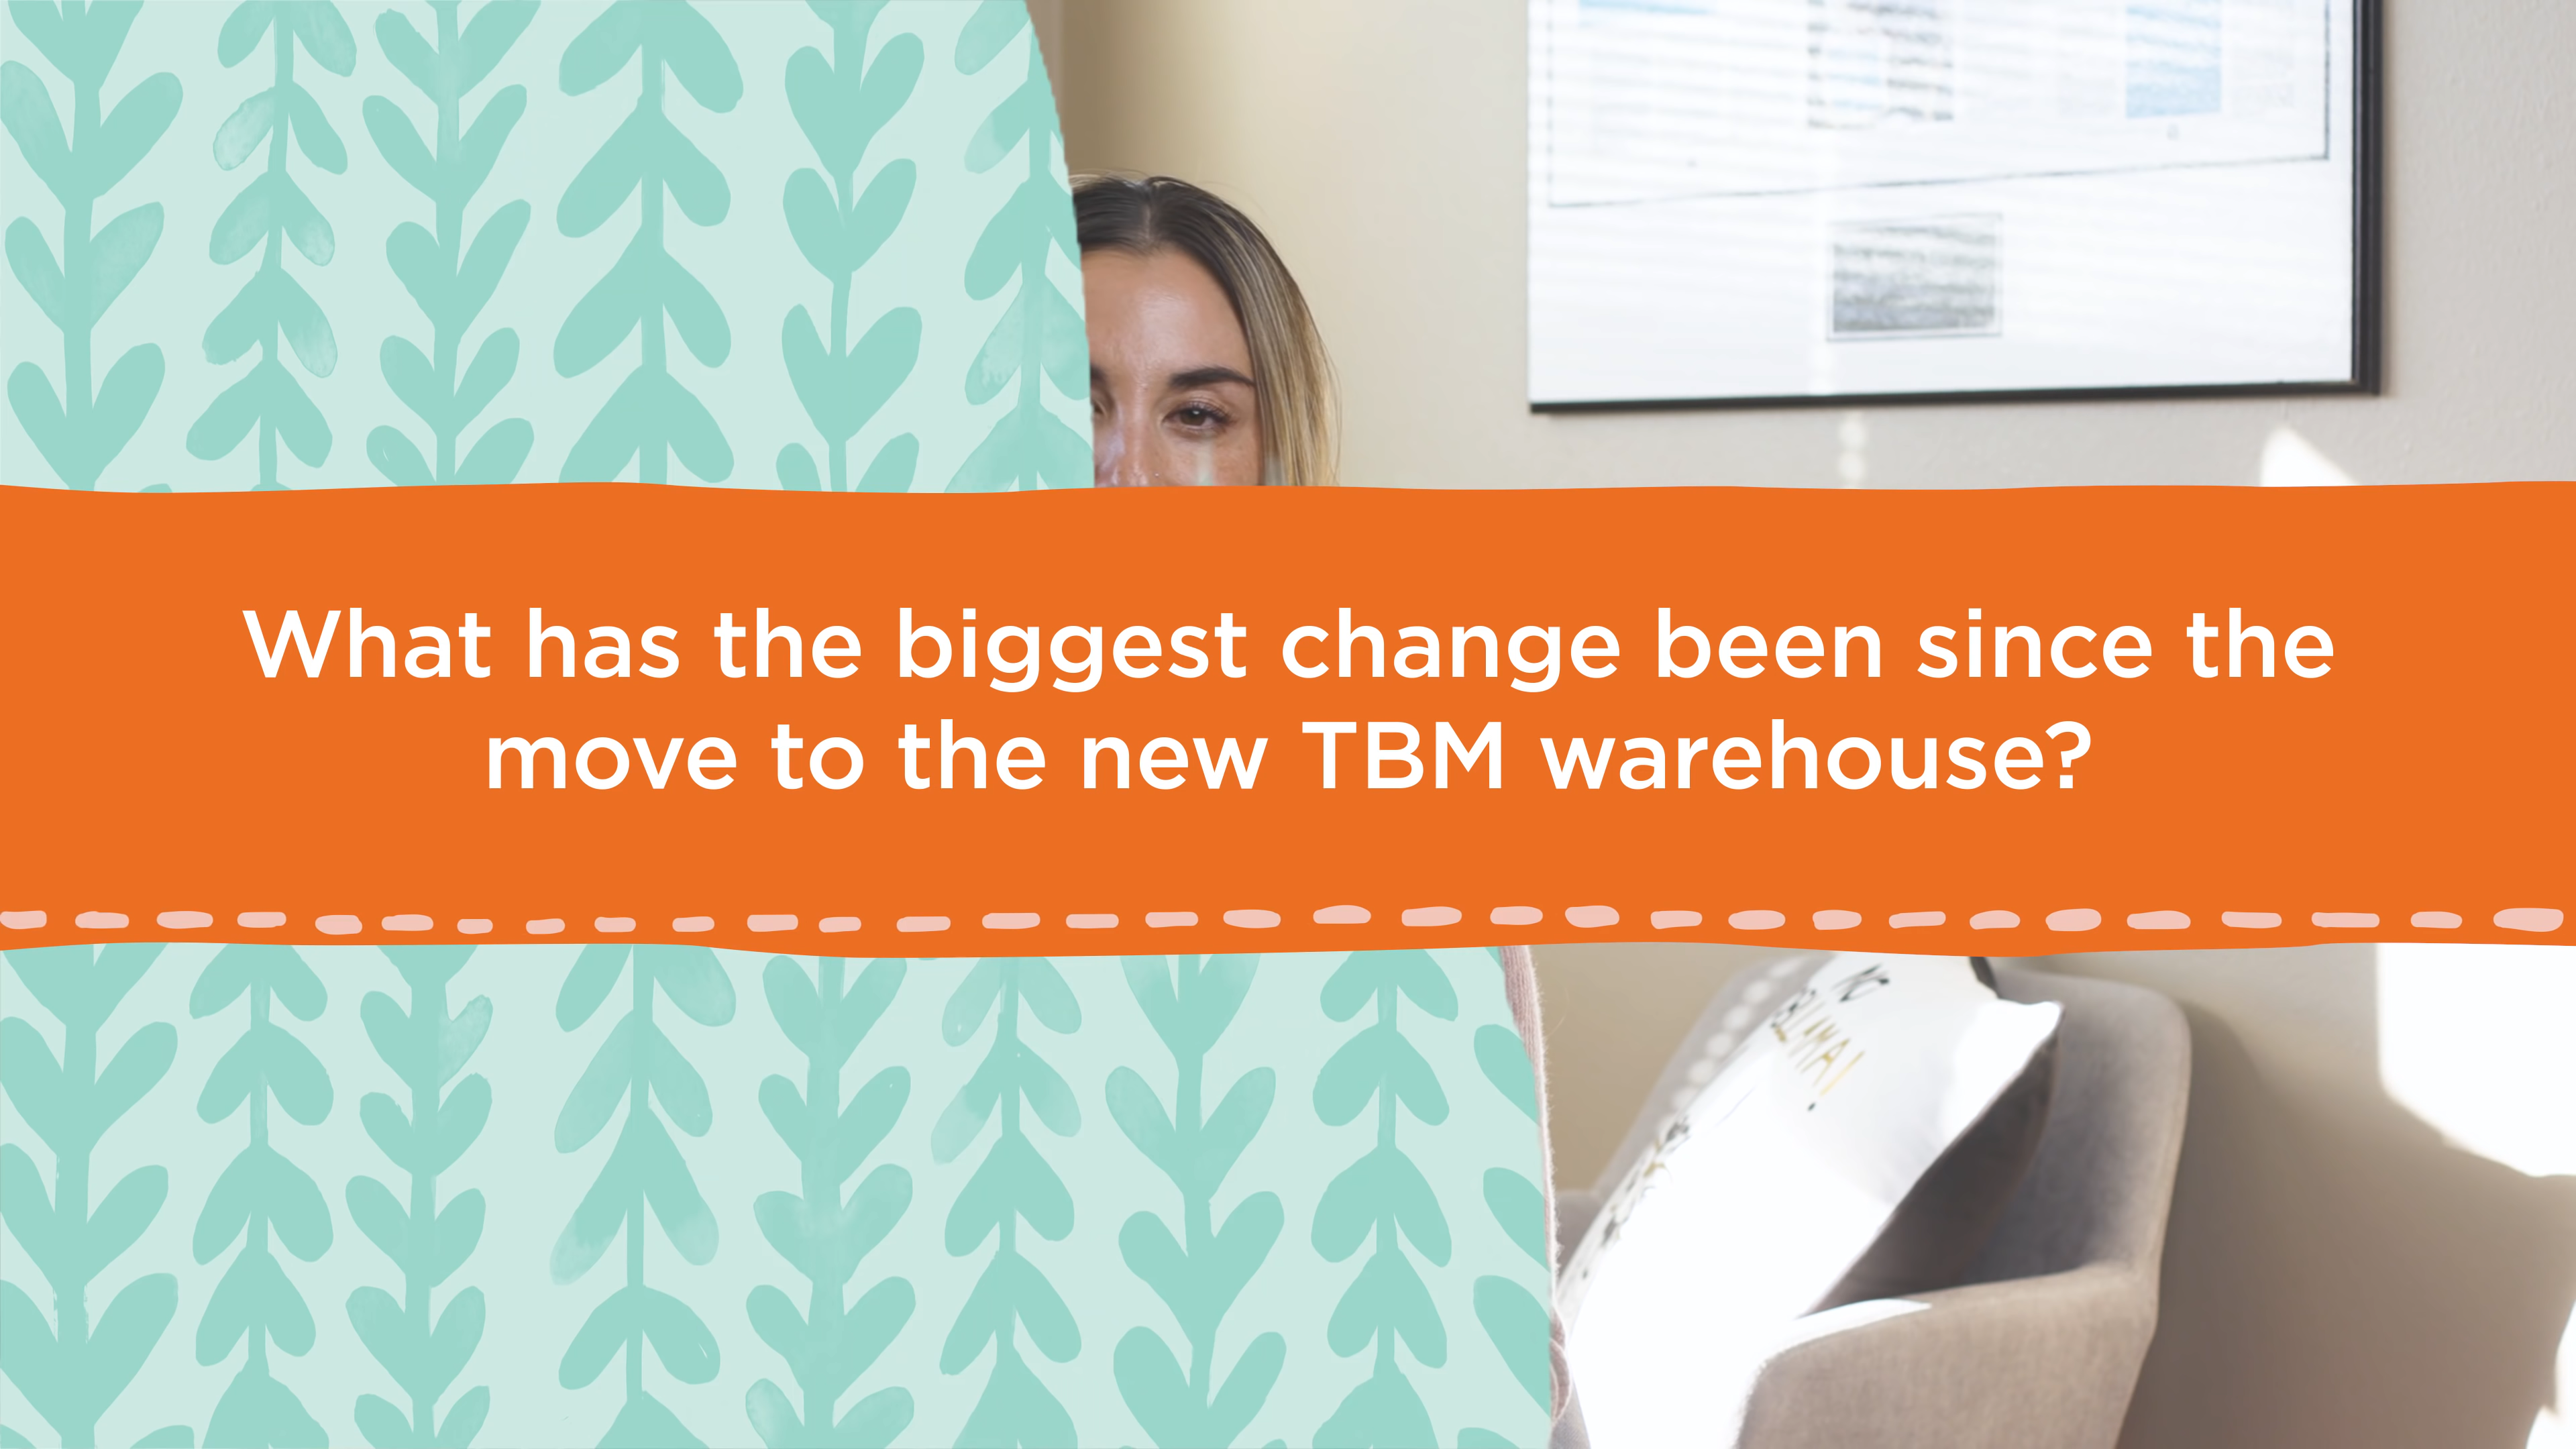 What has the biggest change been since the
move to the new TBM warehouse?